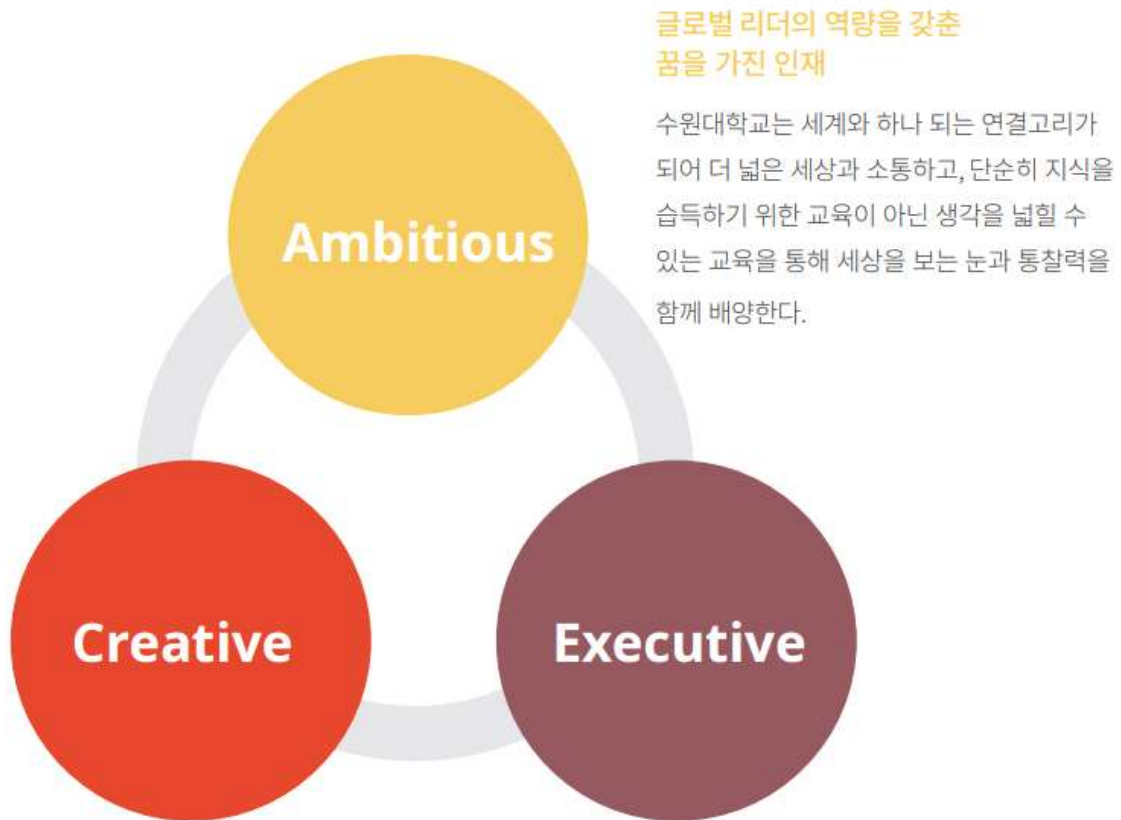 글로벌 리더의 역량을 갖춘
꿈을 가진 인재
수원대학교는 세계와 하나 되는 연결고리가
되어 더 넓은 세상과 소통하고, 단순히 지식을
습득하기 위한 교육이 아닌 생각을 넓힐 수
있는 교육을 통해 세상을 보는 눈과 통찰력을
함께 배양한다.
Ambitious
Creative
Executive